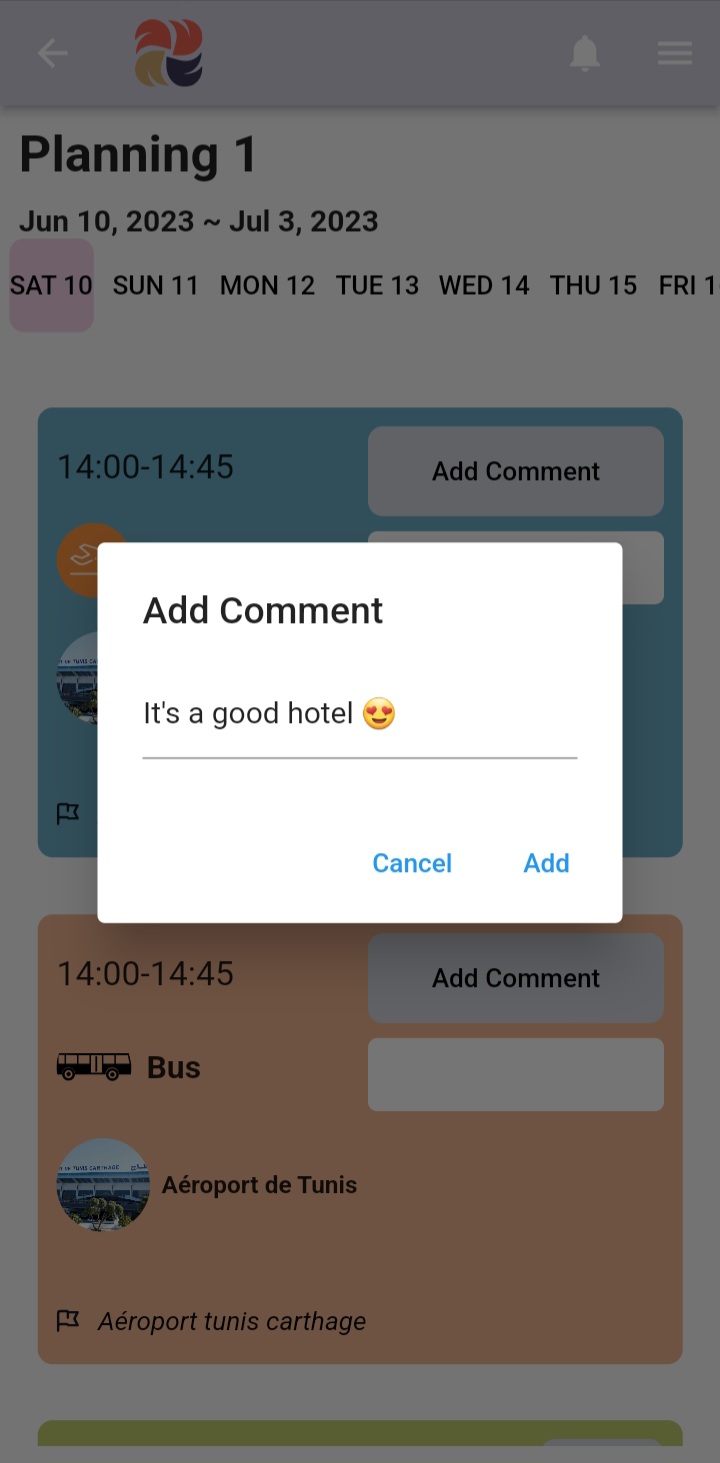 Planning 1
Jun 10, 2023 ~ Jul 3, 2023
SAT 10 SUN 11 MON 12 TUE 13 WED 14 THU 15 FRI 1
14:00-14:45
Add Comment
Add Comment
It's a good hotel 😍
Cancel Add
14:00-14:45
Add Comment
Bus
Aéroport de Tunis
Aéroport tunis carthage